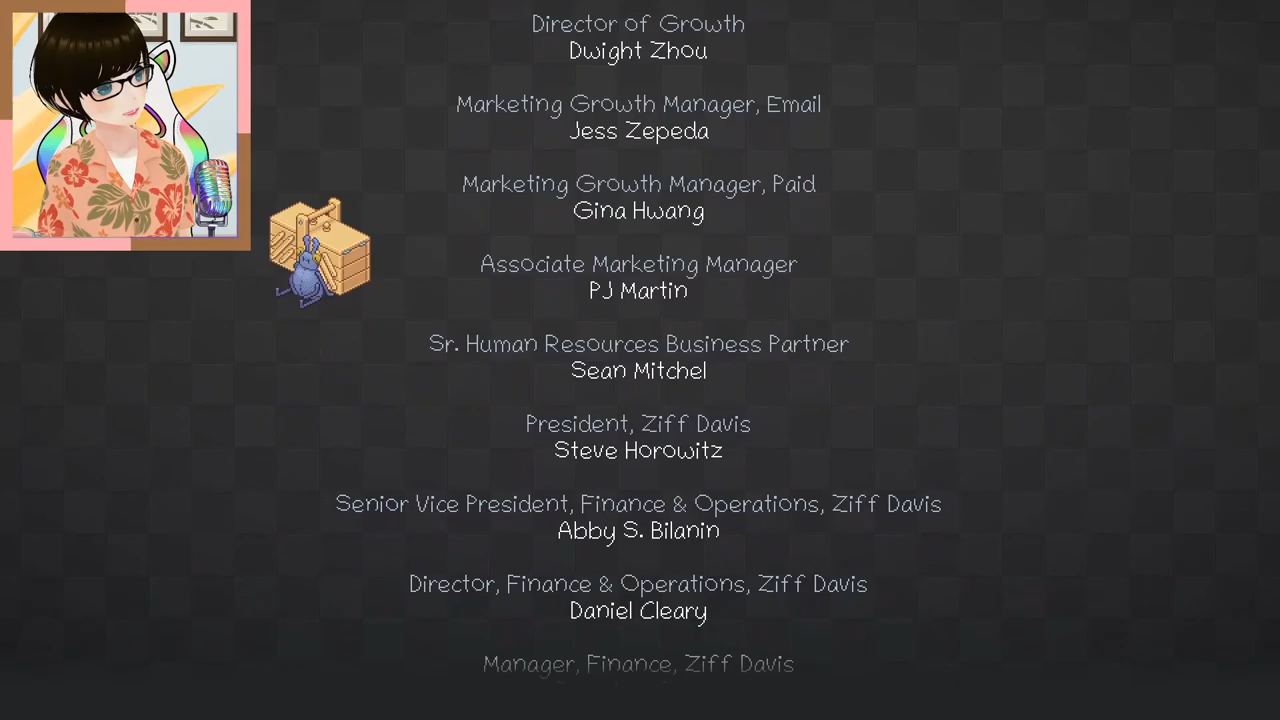 Director of Growth
Dwight Zhou
Marketing Growth Manager, Email
Jess Zepeda
Marketing Growth Manager, Paid
Gina Hwang
Associate Marketing Manager
PJ Martin
Sr. Human Resources Business Partner
Sean Mitchel
President, Ziff Davis
Steve Horowitz
Senior Vice President, Finance & Operations, Ziff Davis
Abby S. Bilanin
Director, Finance & Operations, Ziff Davis
Daniel Cleary
Manager, Finance, Ziff Davis